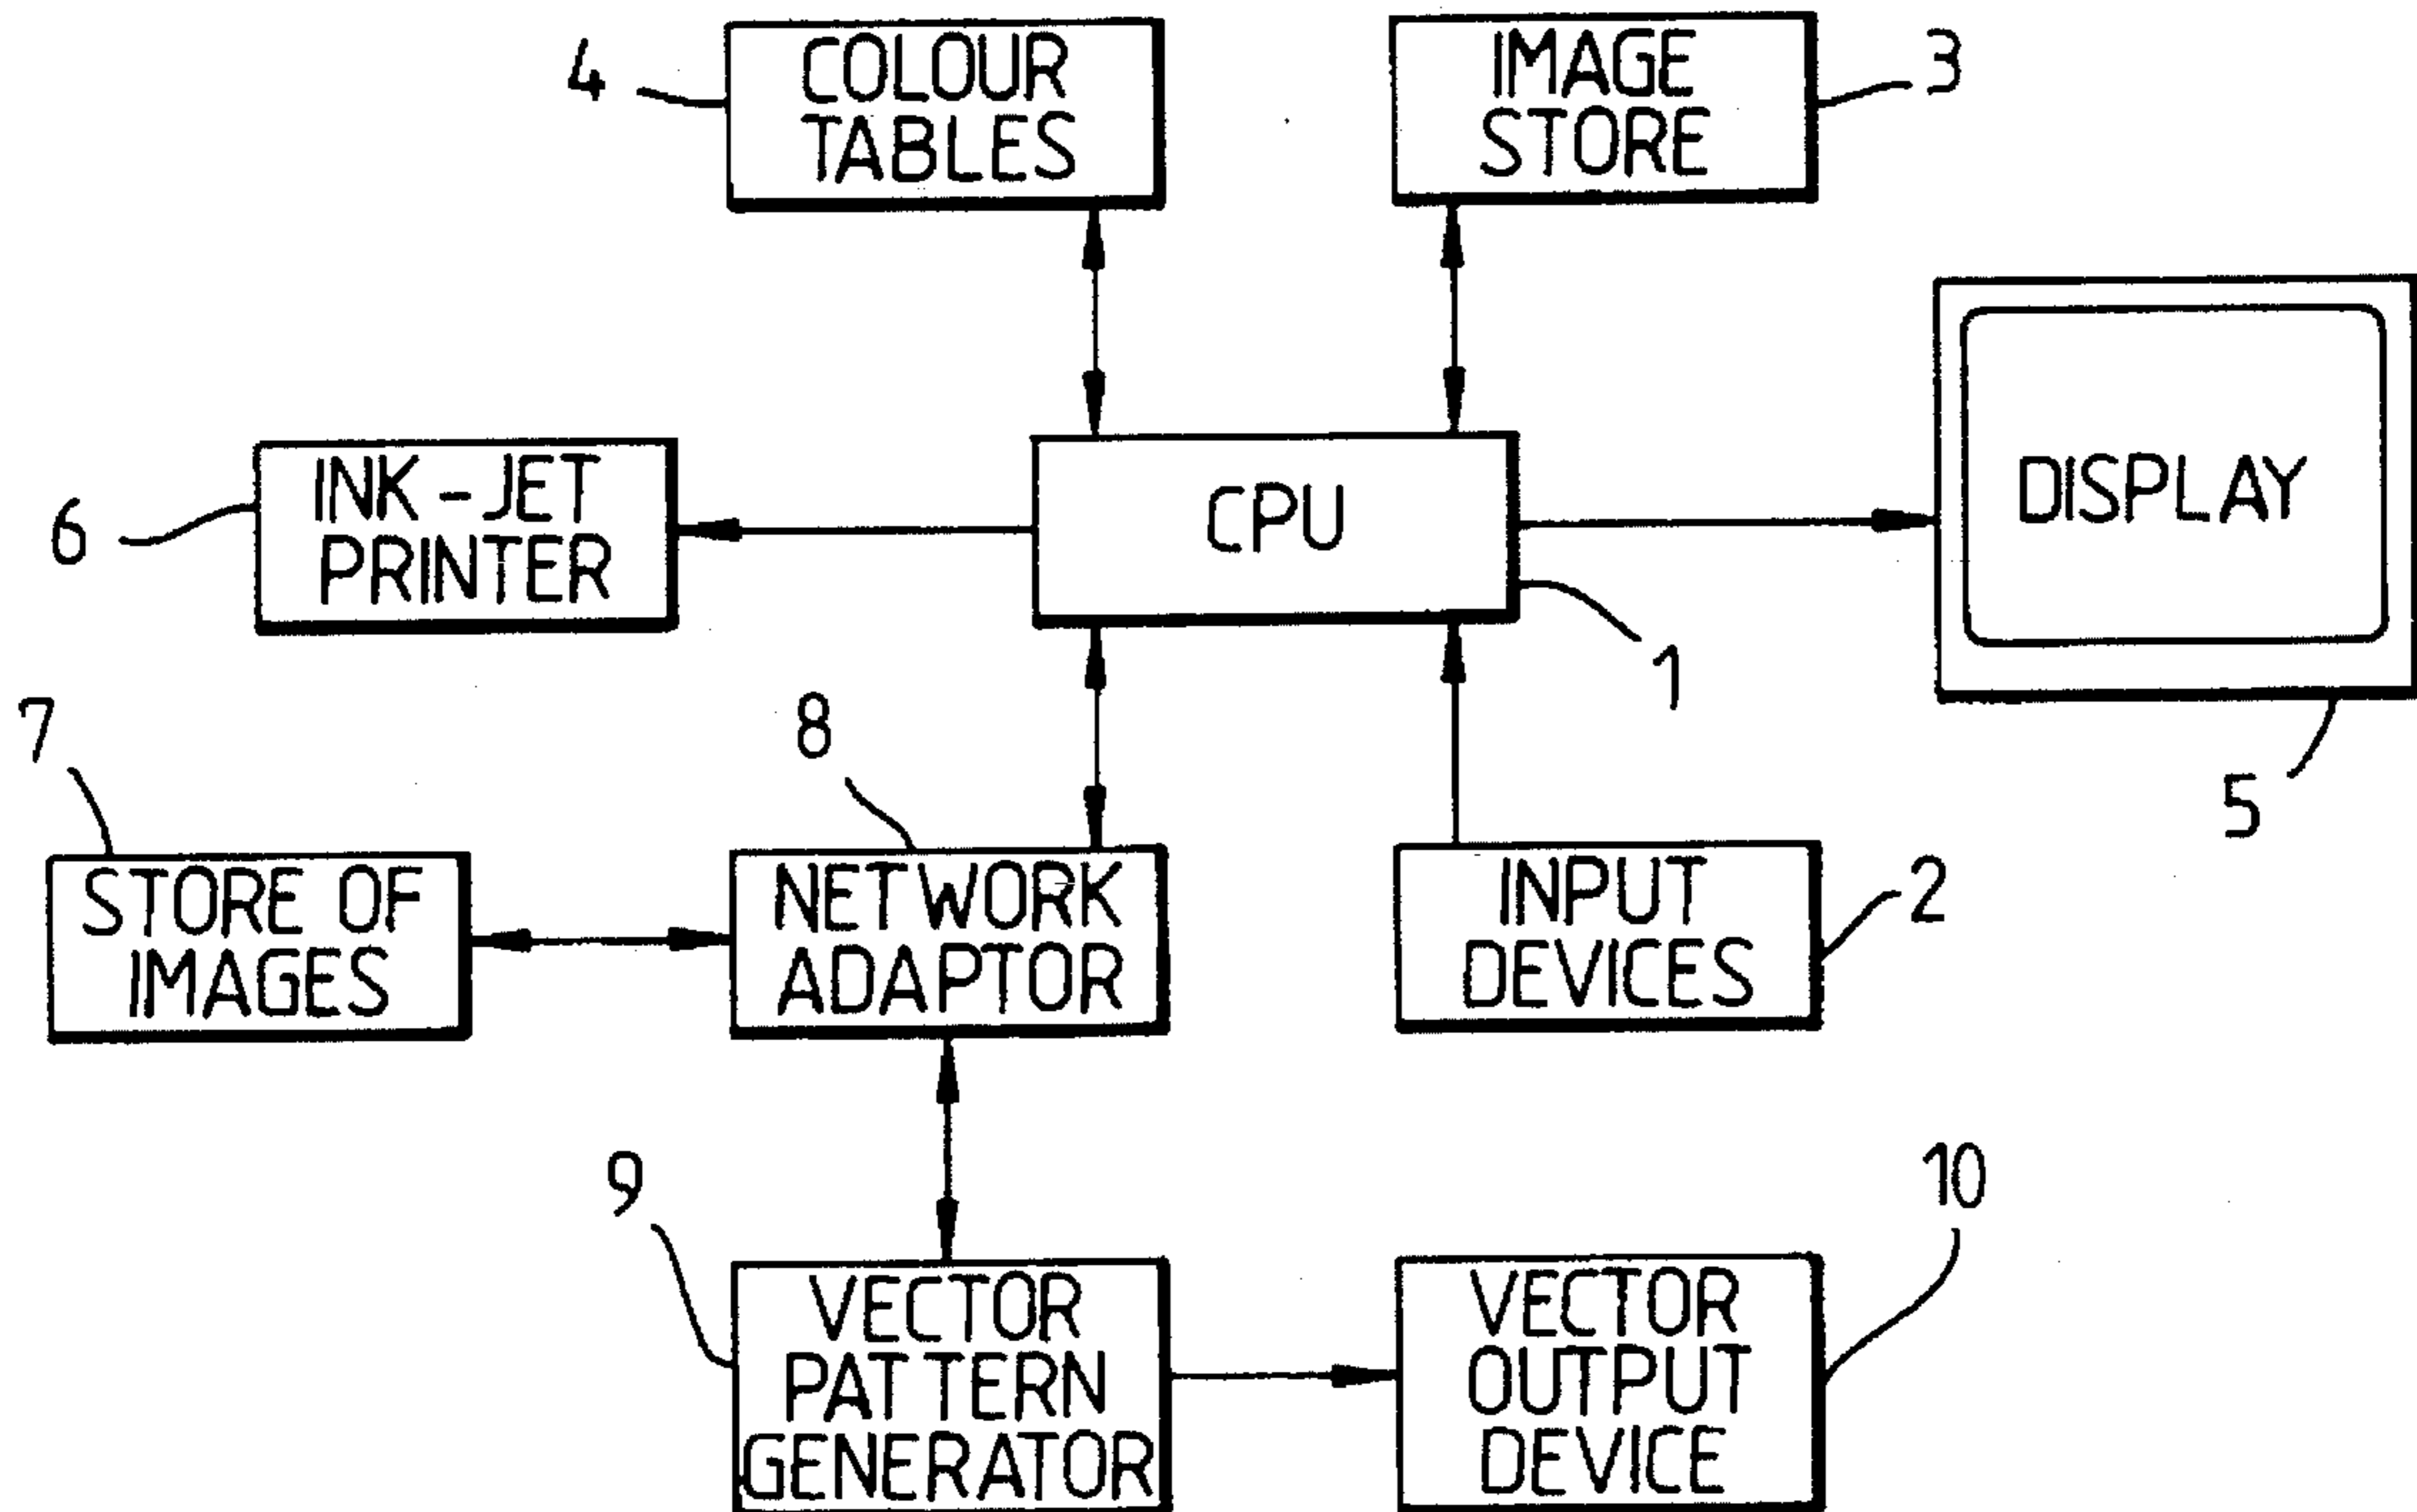 4
COLOUR
TABLES
IMAGE
STORE
3
6
INK-JET
PRINTER
CPU
1
DISPLAY
5
7
STORE OF
IMAGES
8
NETWORK
ADAPTOR
INPUT
DEVICES
2
9
VECTOR
PATTERN
GENERATOR
VECTOR
OUTPUT
DEVICE
10